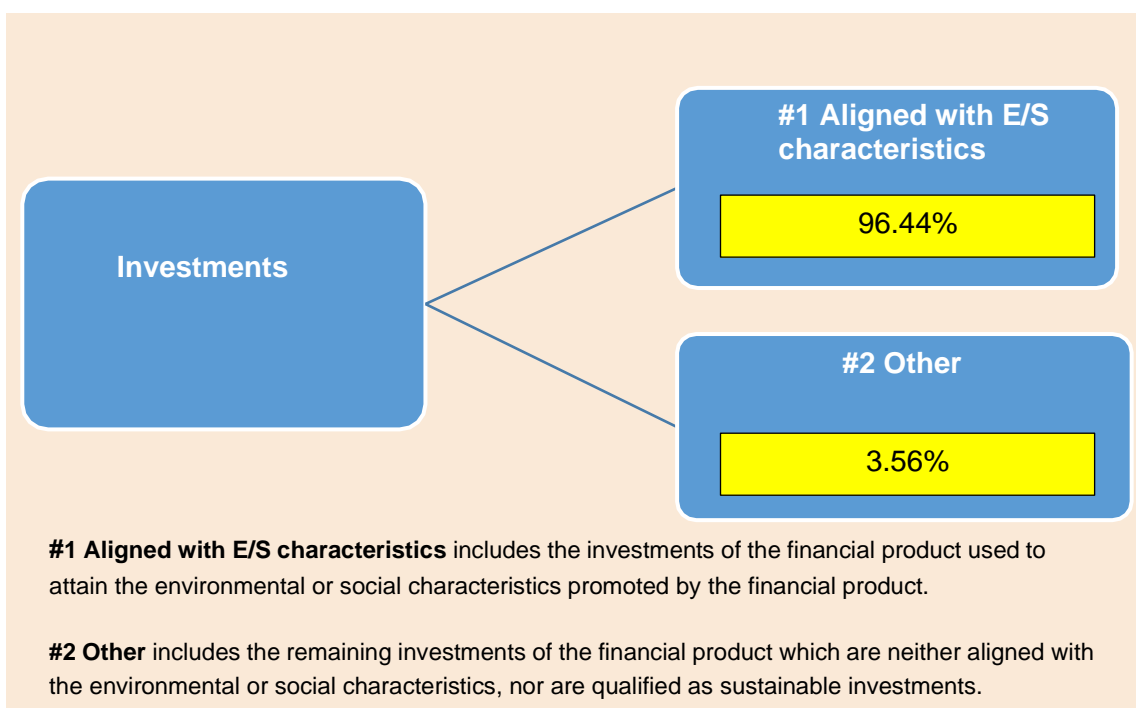 #1 Aligned with E/S
characteristics
96.44%
Investments
#2 Other
3.56%
#1 Aligned with E/S characteristics includes the investments of the financial product used to
attain the environmental or social characteristics promoted by the financial product.
#2 Other includes the remaining investments of the financial product which are neither aligned with
the environmental or social characteristics, nor are qualified as sustainable investments.